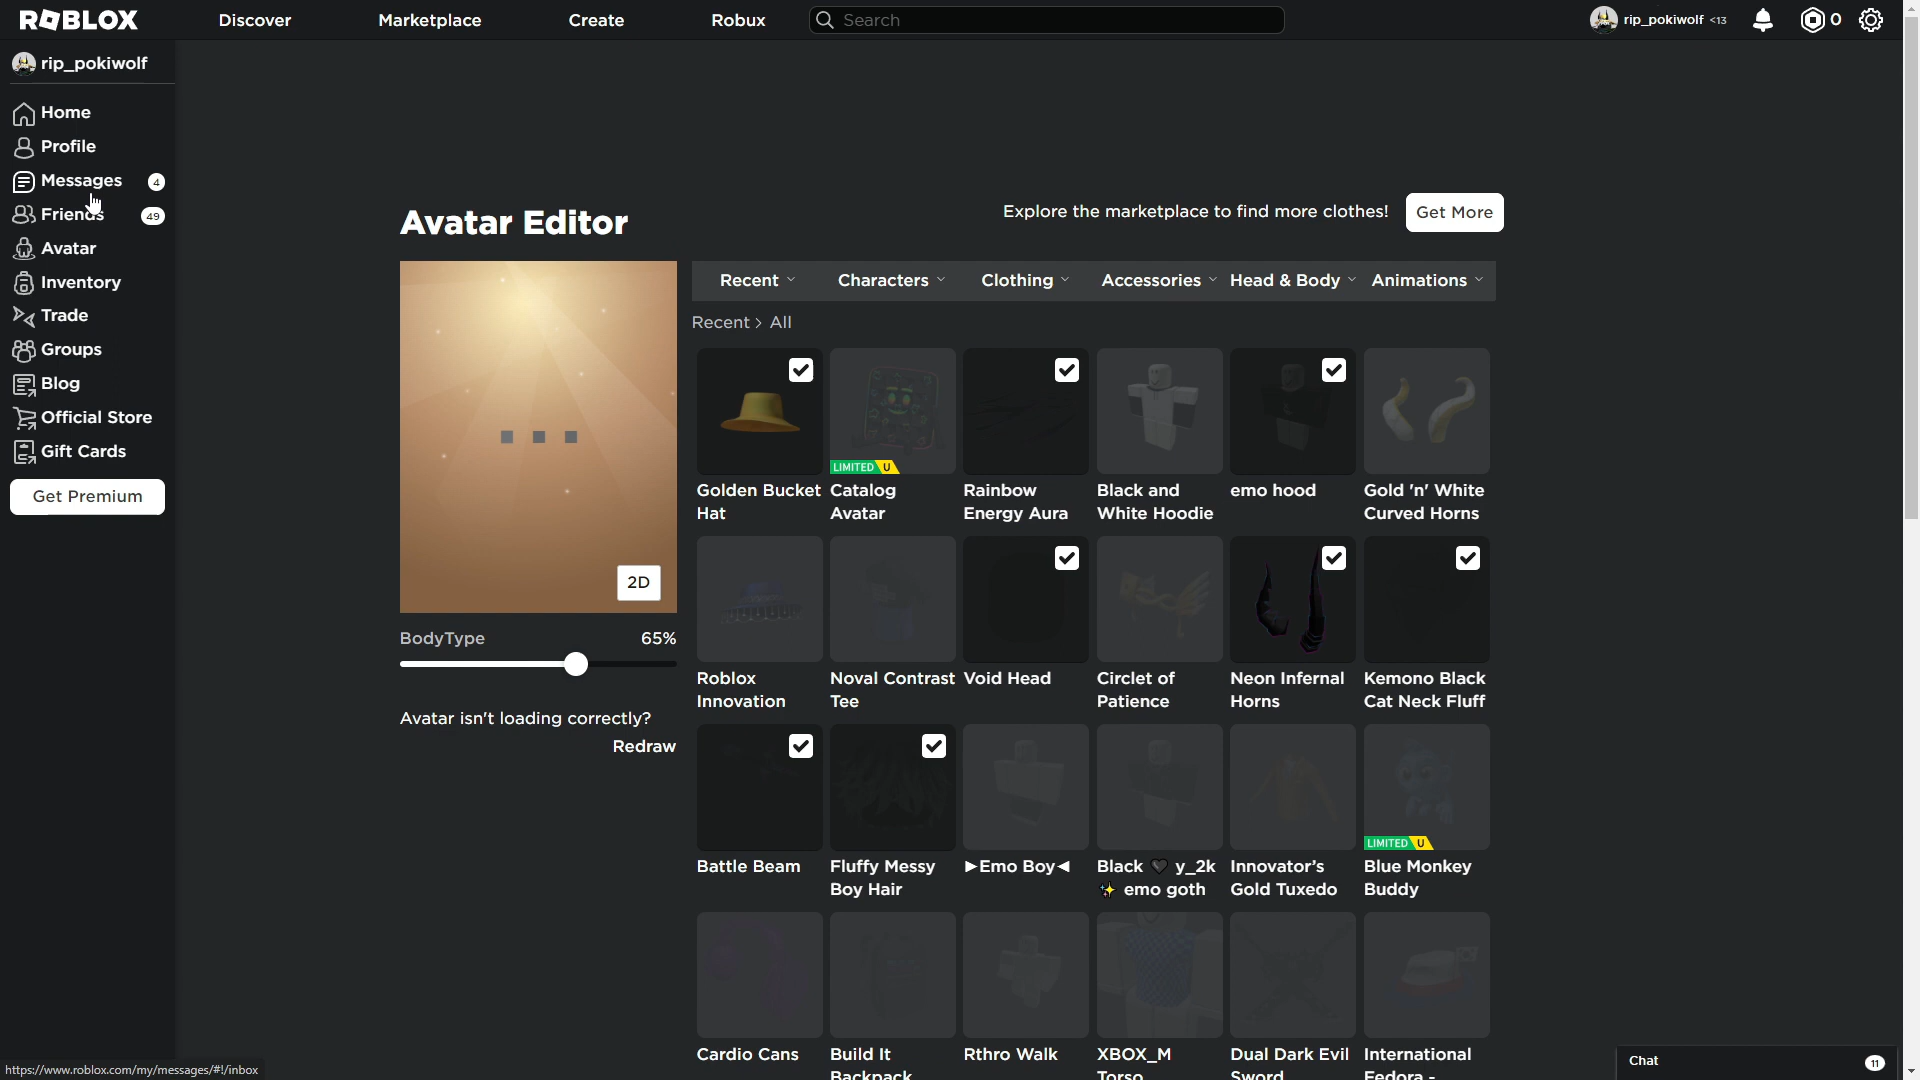 ROBLOX
Discover
Marketplace
Create
Robux
Search
rip_pokiwolf <13
0
rip_pokiwolf
Home
Profile
Messages 4
Friends 49
Avatar
Inventory
Trade
Groups
Blog
Official Store
Gift Cards
Get Premium
Avatar Editor
Explore the marketplace to find more clothes!
Get More
2D
BodyType 65%
Avatar isn't loading correctly?
Redraw
Recent Characters Clothing Accessories Head & Body Animations
Recent > All
LIMITED U
Golden Bucket
Hat
Catalog
Avatar
Rainbow
Energy Aura
Black and
White Hoodie
emo hood
Gold 'n' White
Curved Horns
Roblox
Innovation
Noval Contrast
Tee
Void Head
Circlet of
Patience
Neon Infernal
Horns
Kemono Black
Cat Neck Fluff
LIMITED U
Battle Beam
Fluffy Messy
Boy Hair
►Emo Boy◄
Black 🖤 y_2k
✨ emo goth
Innovator's
Gold Tuxedo
Blue Monkey
Buddy
Cardio Cans
Build It
Backpack
Rthro Walk
XBOX_M
Torso
Dual Dark Evil
Sword
International
Fedora -
Chat 11
https://www.roblox.com/my/messages/#!/inbox